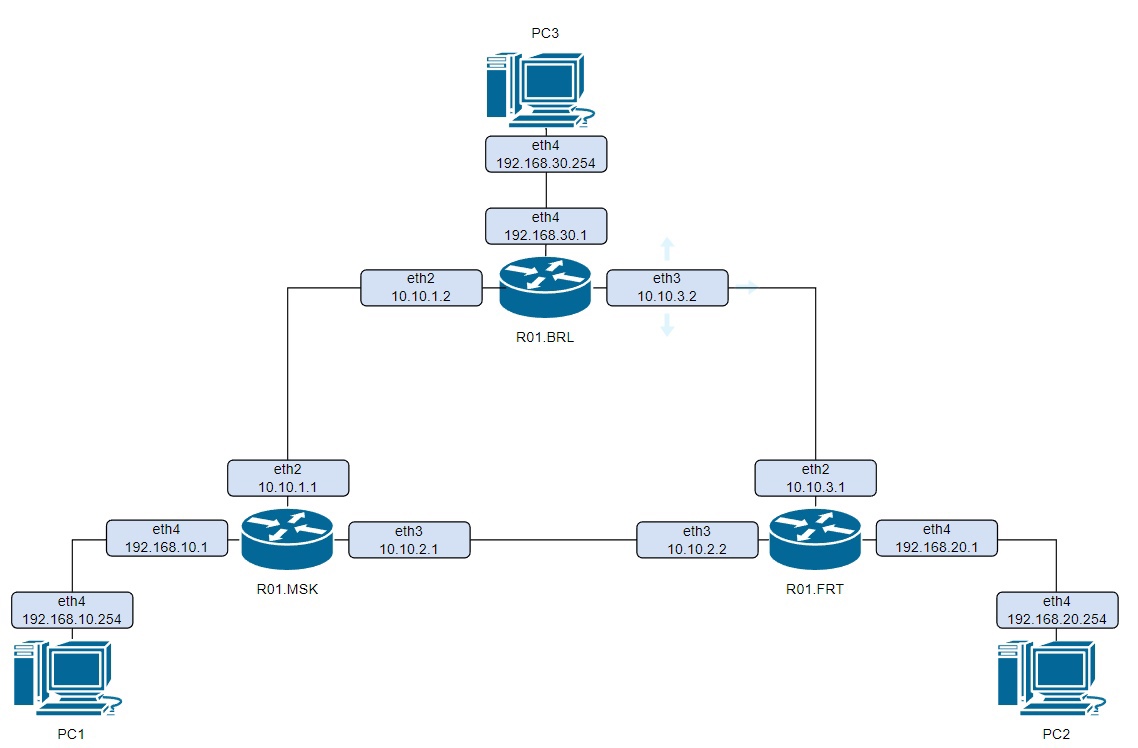 PC3
eth4
192.168.30.254
eth4
192.168.30.1
eth2
10.10.1.2
eth3
10.10.3.2
R01.BRL
eth2
10.10.1.1
eth2
10.10.3.1
eth4
192.168.10.1
eth3
10.10.2.1
eth3
10.10.2.2
eth4
192.168.20.1
R01.MSK
R01.FRT
eth4
192.168.10.254
eth4
192.168.20.254
PC1
PC2